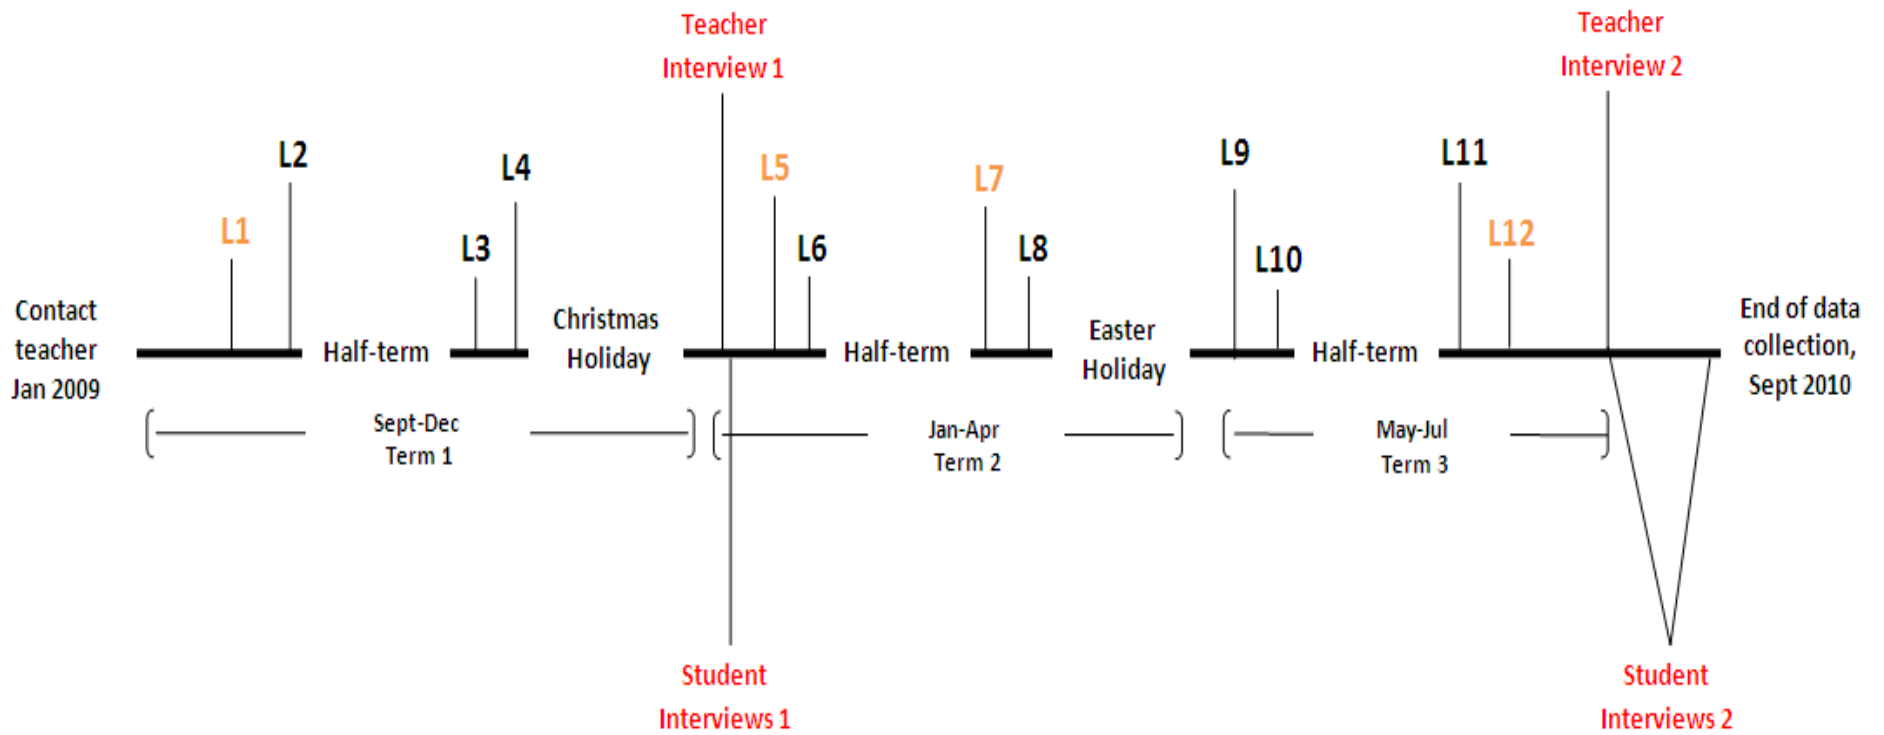 Teacher
Interview 1
Teacher
Interview 2
L2
L4
L5
L7
L9
L11
L1
L3
L6
L8
L10
L12
Contact
teacher
Jan 2009
Half-term
Christmas
Holiday
Half-term
Easter
Holiday
Half-term
End of data
collection,
Sept 2010
Sept-Dec
Term 1
Jan-Apr
Term 2
May-Jul
Term 3
Student
Interviews 1
Student
Interviews 2